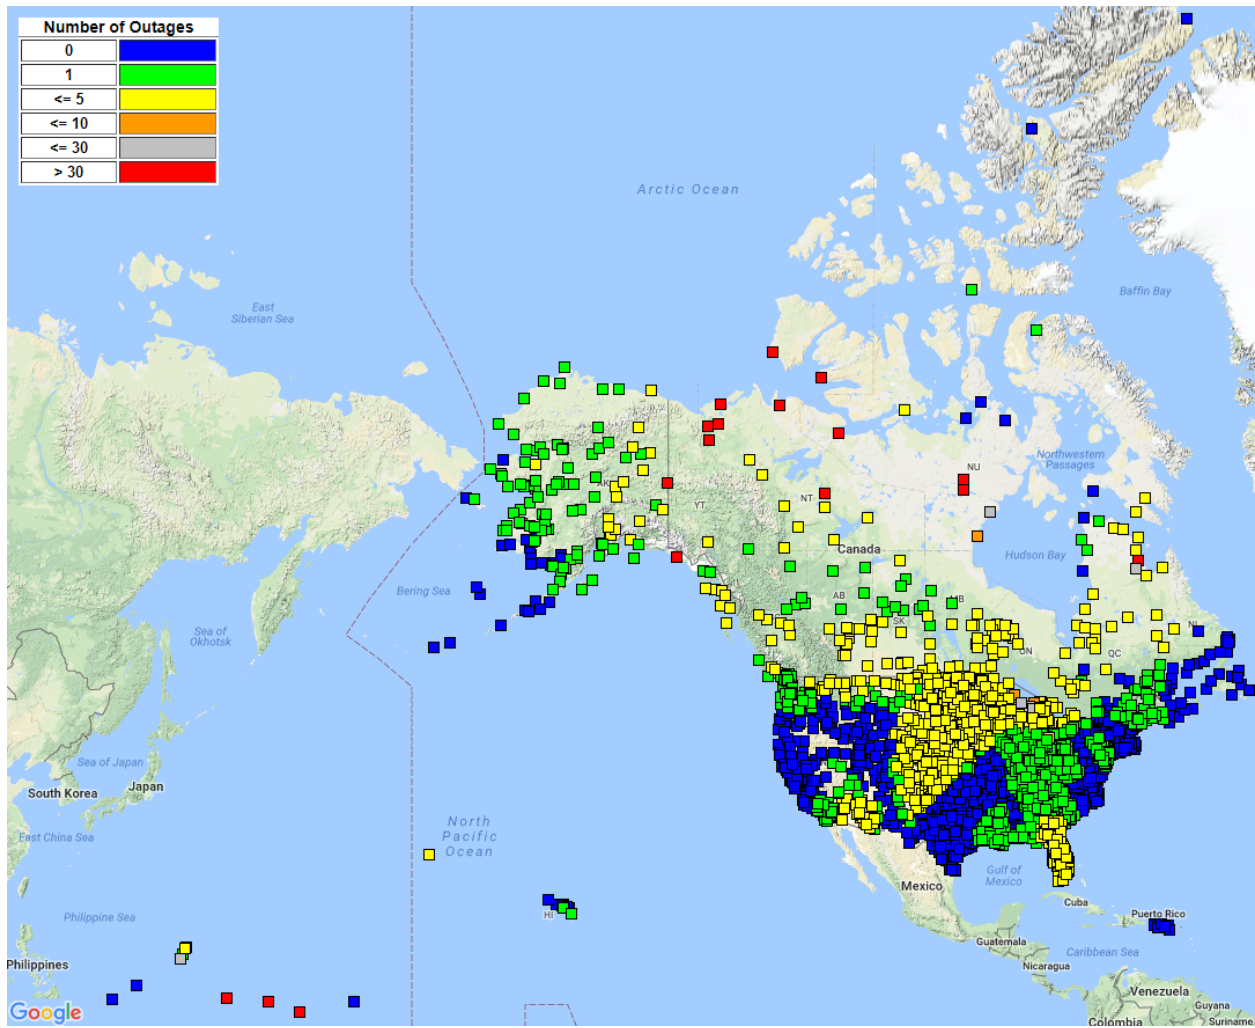 Number of Outages
0
1
<= 5
<= 10
<= 30
> 30
Arctic Ocean
Baffin Bay
East
Siberian Sea
Northwestern
Passages
NU
AK
YT
NT
Canada
Hudson Bay
Bering Sea
AB
MB
SK
Sea of
Okhotsk
NL
ON
QC
Sea of Japan
South Korea
Japan
East China Sea
North
Pacific
Ocean
Gulf of
Mexico
Mexico
HI
Cuba
Puerto Rico
Philippine Sea
Guatemala
Caribbean Sea
Philippines
Nicaragua
Venezuela
Guyana
Google
Colombia
Suriname